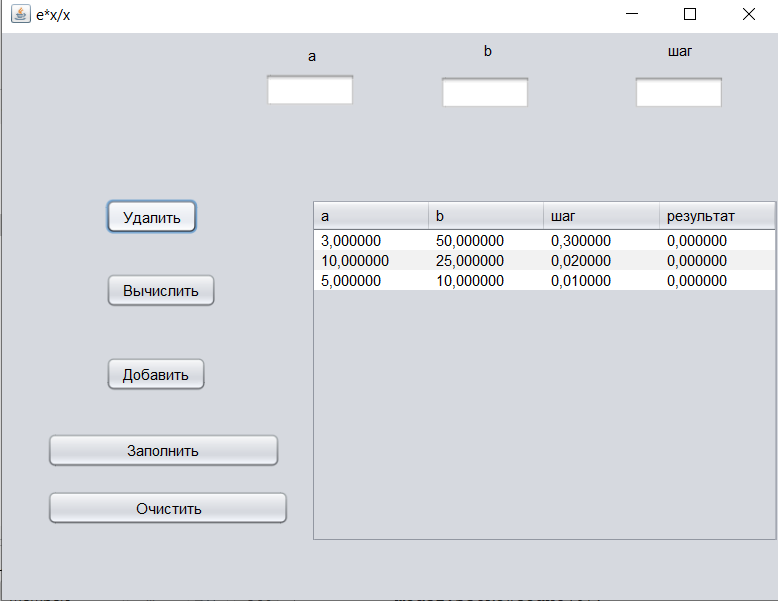 e*x/x
a b шаг
Удалить
a b шаг результат
3,000000 50,000000 0,300000 0,000000
10,000000 25,000000 0,020000 0,000000
5,000000 10,000000 0,010000 0,000000
Вычислить
Добавить
Заполнить
Очистить